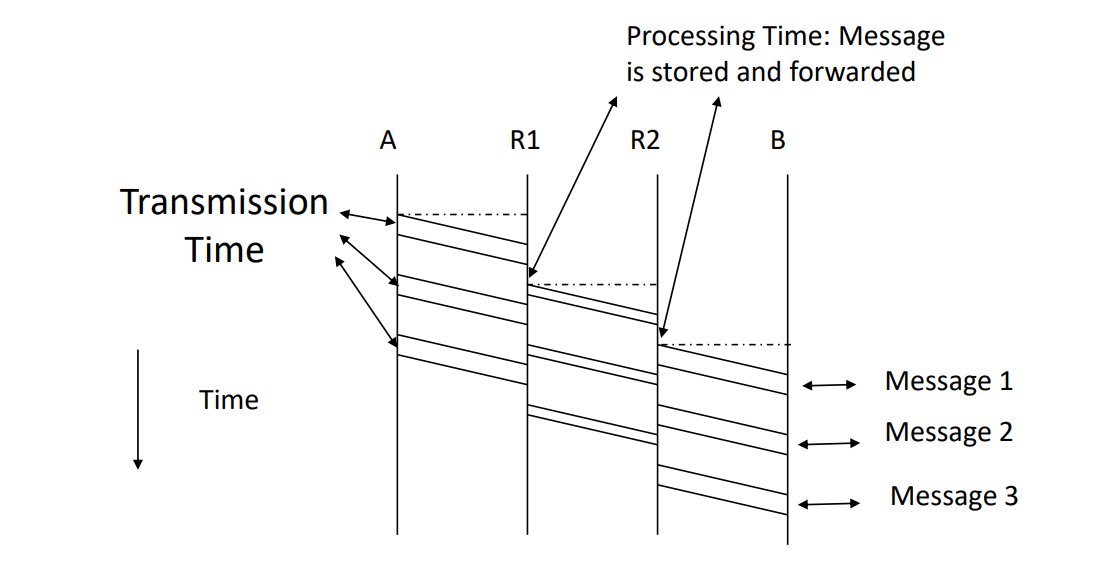 Processing Time: Message
is stored and forwarded
A
R1
R2
B
Transmission
Time
Time
Message 1
Message 2
Message 3